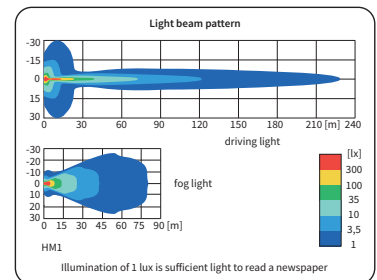 Light beam pattern
-30
-15
0
15
30
0 30 60 90 120 150 180 210 [m] 240
driving light
-30
-20
-10
0
10
20
30
0 15 30 45 60 75 90 [m]
fog light
HM1
[lx]
300
100
35
10
3,5
1
Illumination of 1 lux is sufficient light to read a newspaper